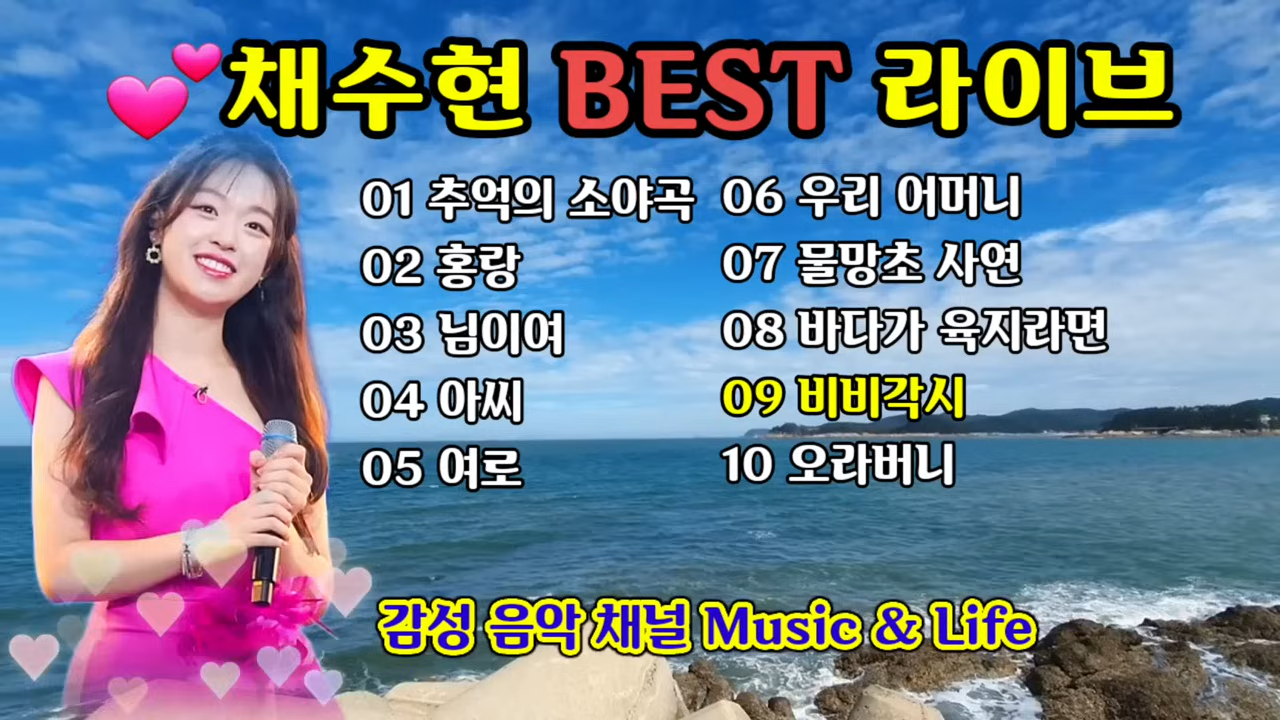 채수현 BEST 라이브
01 추억의 소야곡
02 홍랑
03 님이여
04 아씨
05 여로
06 우리 어머니
07 물망초 사연
08 바다가 육지라면
09 비비각시
10 오라버니
감성 음악 채널 Music & Life